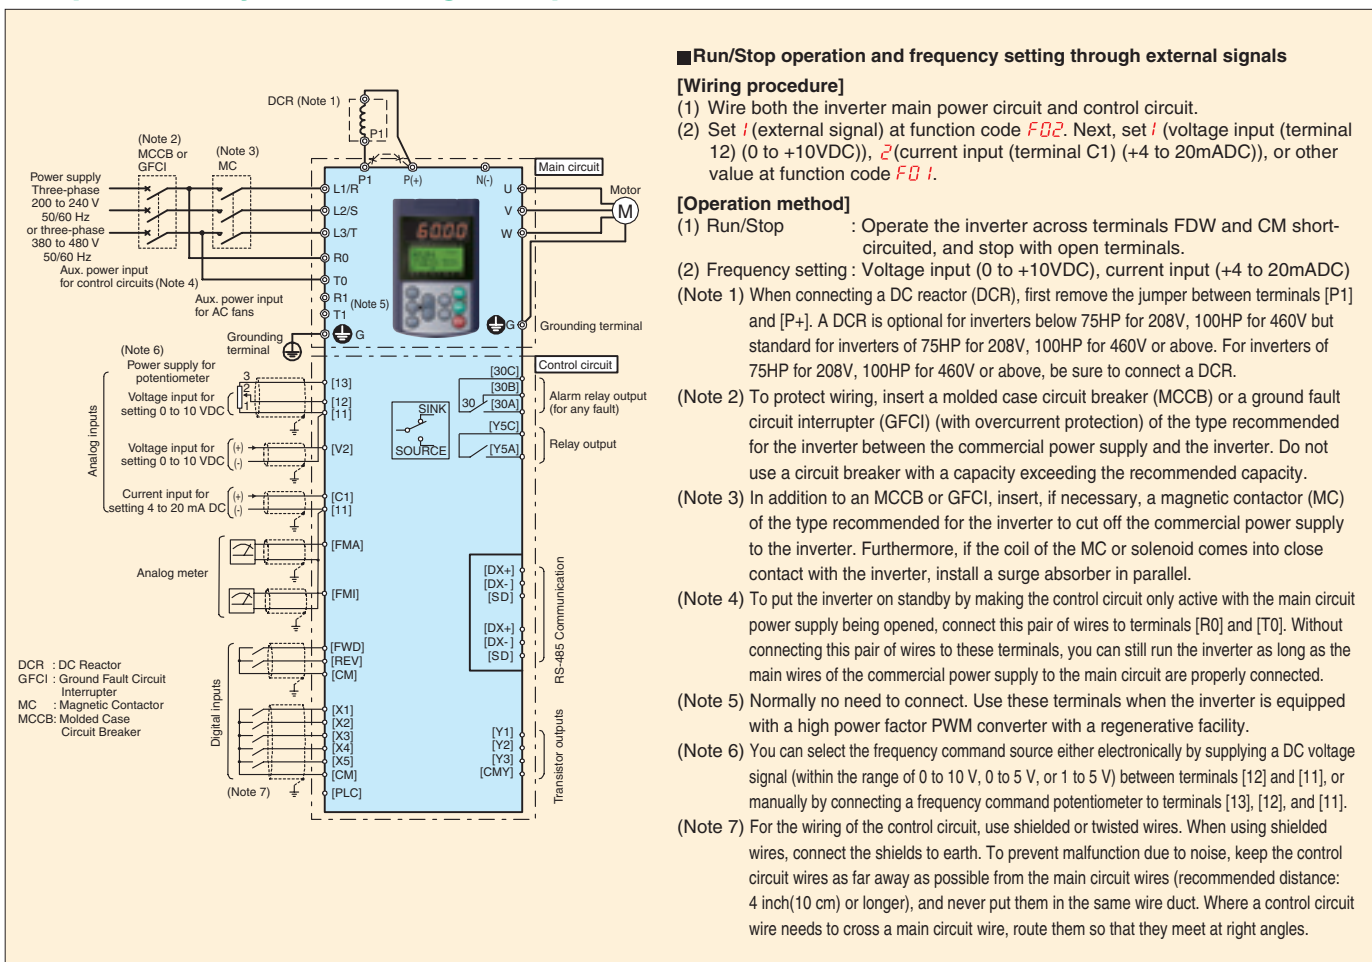 DCR (Note 1)
P1
(Note 2)
MCCB or
GFCI
(Note 3)
MC
Power supply
Three-phase
200 to 240 V
50/60 Hz
or three-phase
380 to 480 V
50/60 Hz
Aux. power input
for control circuits (Note 4)
Aux. power input
for AC fans
(Note 5)
Grounding
terminal
P1
P(+)
N(-)
Main circuit
L1/R
L2/S
L3/T
R0
T0
R1
T1
G
60.00
U
V
W
Motor
M
G
Grounding terminal
Control circuit
(Note 6)
Power supply for
potentiometer
Voltage input for
setting 0 to 10 VDC
3
2
1
Voltage input for
setting 0 to 10 VDC
(+)
(-)
Current input for
setting 4 to 20 mA DC
(+)
(-)
Analog inputs
Analog meter
Digital inputs
(Note 7)
[13]
[12]
[11]
[V2]
[C1]
[11]
[FMA]
[FMI]
[FWD]
[REV]
[CM]
[X1]
[X2]
[X3]
[X4]
[X5]
[CM]
[PLC]
SINK
SOURCE
[30C]
[30B]
30
[30A]
Alarm relay output
(for any fault)
[Y5C]
[Y5A]
Relay output
[DX+]
[DX-]
[SD]
[DX+]
[DX-]
[SD]
RS-485 Communication
[Y1]
[Y2]
[Y3]
[CMY]
Transistor outputs
DCR : DC Reactor
GFCI : Ground Fault Circuit
Interrupter
MC : Magnetic Contactor
MCCB: Molded Case
Circuit Breaker
■Run/Stop operation and frequency setting through external signals
[Wiring procedure]
(1) Wire both the inverter main power circuit and control circuit.
(2) Set 1 (external signal) at function code F02. Next, set 1 (voltage input (terminal
12) (0 to +10VDC)), 2 (current input (terminal C1) (+4 to 20mADC)), or other
value at function code F01.
[Operation method]
(1) Run/Stop : Operate the inverter across terminals FDW and CM short-
circuited, and stop with open terminals.
(2) Frequency setting : Voltage input (0 to +10VDC), current input (+4 to 20mADC)
(Note 1) When connecting a DC reactor (DCR), first remove the jumper between terminals [P1]
and [P+]. A DCR is optional for inverters below 75HP for 208V, 100HP for 460V but
standard for inverters of 75HP for 208V, 100HP for 460V or above. For inverters of
75HP for 208V, 100HP for 460V or above, be sure to connect a DCR.
(Note 2) To protect wiring, insert a molded case circuit breaker (MCCB) or a ground fault
circuit interrupter (GFCI) (with overcurrent protection) of the type recommended
for the inverter between the commercial power supply and the inverter. Do not
use a circuit breaker with a capacity exceeding the recommended capacity.
(Note 3) In addition to an MCCB or GFCI, insert, if necessary, a magnetic contactor (MC)
of the type recommended for the inverter to cut off the commercial power supply
to the inverter. Furthermore, if the coil of the MC or solenoid comes into close
contact with the inverter, install a surge absorber in parallel.
(Note 4) To put the inverter on standby by making the control circuit only active with the main circuit
power supply being opened, connect this pair of wires to terminals [R0] and [T0]. Without
connecting this pair of wires to these terminals, you can still run the inverter as long as the
main wires of the commercial power supply to the main circuit are properly connected.
(Note 5) Normally no need to connect. Use these terminals when the inverter is equipped
with a high power factor PWM converter with a regenerative facility.
(Note 6) You can select the frequency command source either electronically by supplying a DC voltage
signal (within the range of 0 to 10 V, 0 to 5 V, or 1 to 5 V) between terminals [12] and [11], or
manually by connecting a frequency command potentiometer to terminals [13], [12], and [11].
(Note 7) For the wiring of the control circuit, use shielded or twisted wires. When using shielded
wires, connect the shields to earth. To prevent malfunction due to noise, keep the control
circuit wires as far away as possible from the main circuit wires (recommended distance:
4 inch(10 cm) or longer), and never put them in the same wire duct. Where a control circuit
wire needs to cross a main circuit wire, route them so that they meet at right angles.